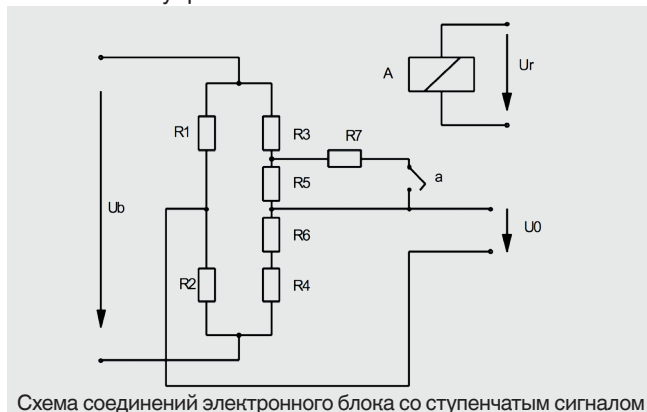 A
Ur
R1
R3
R7
R5
a
Ub
U0
R6
R2
R4
Схема соединений электронного блока со ступенчатым сигналом